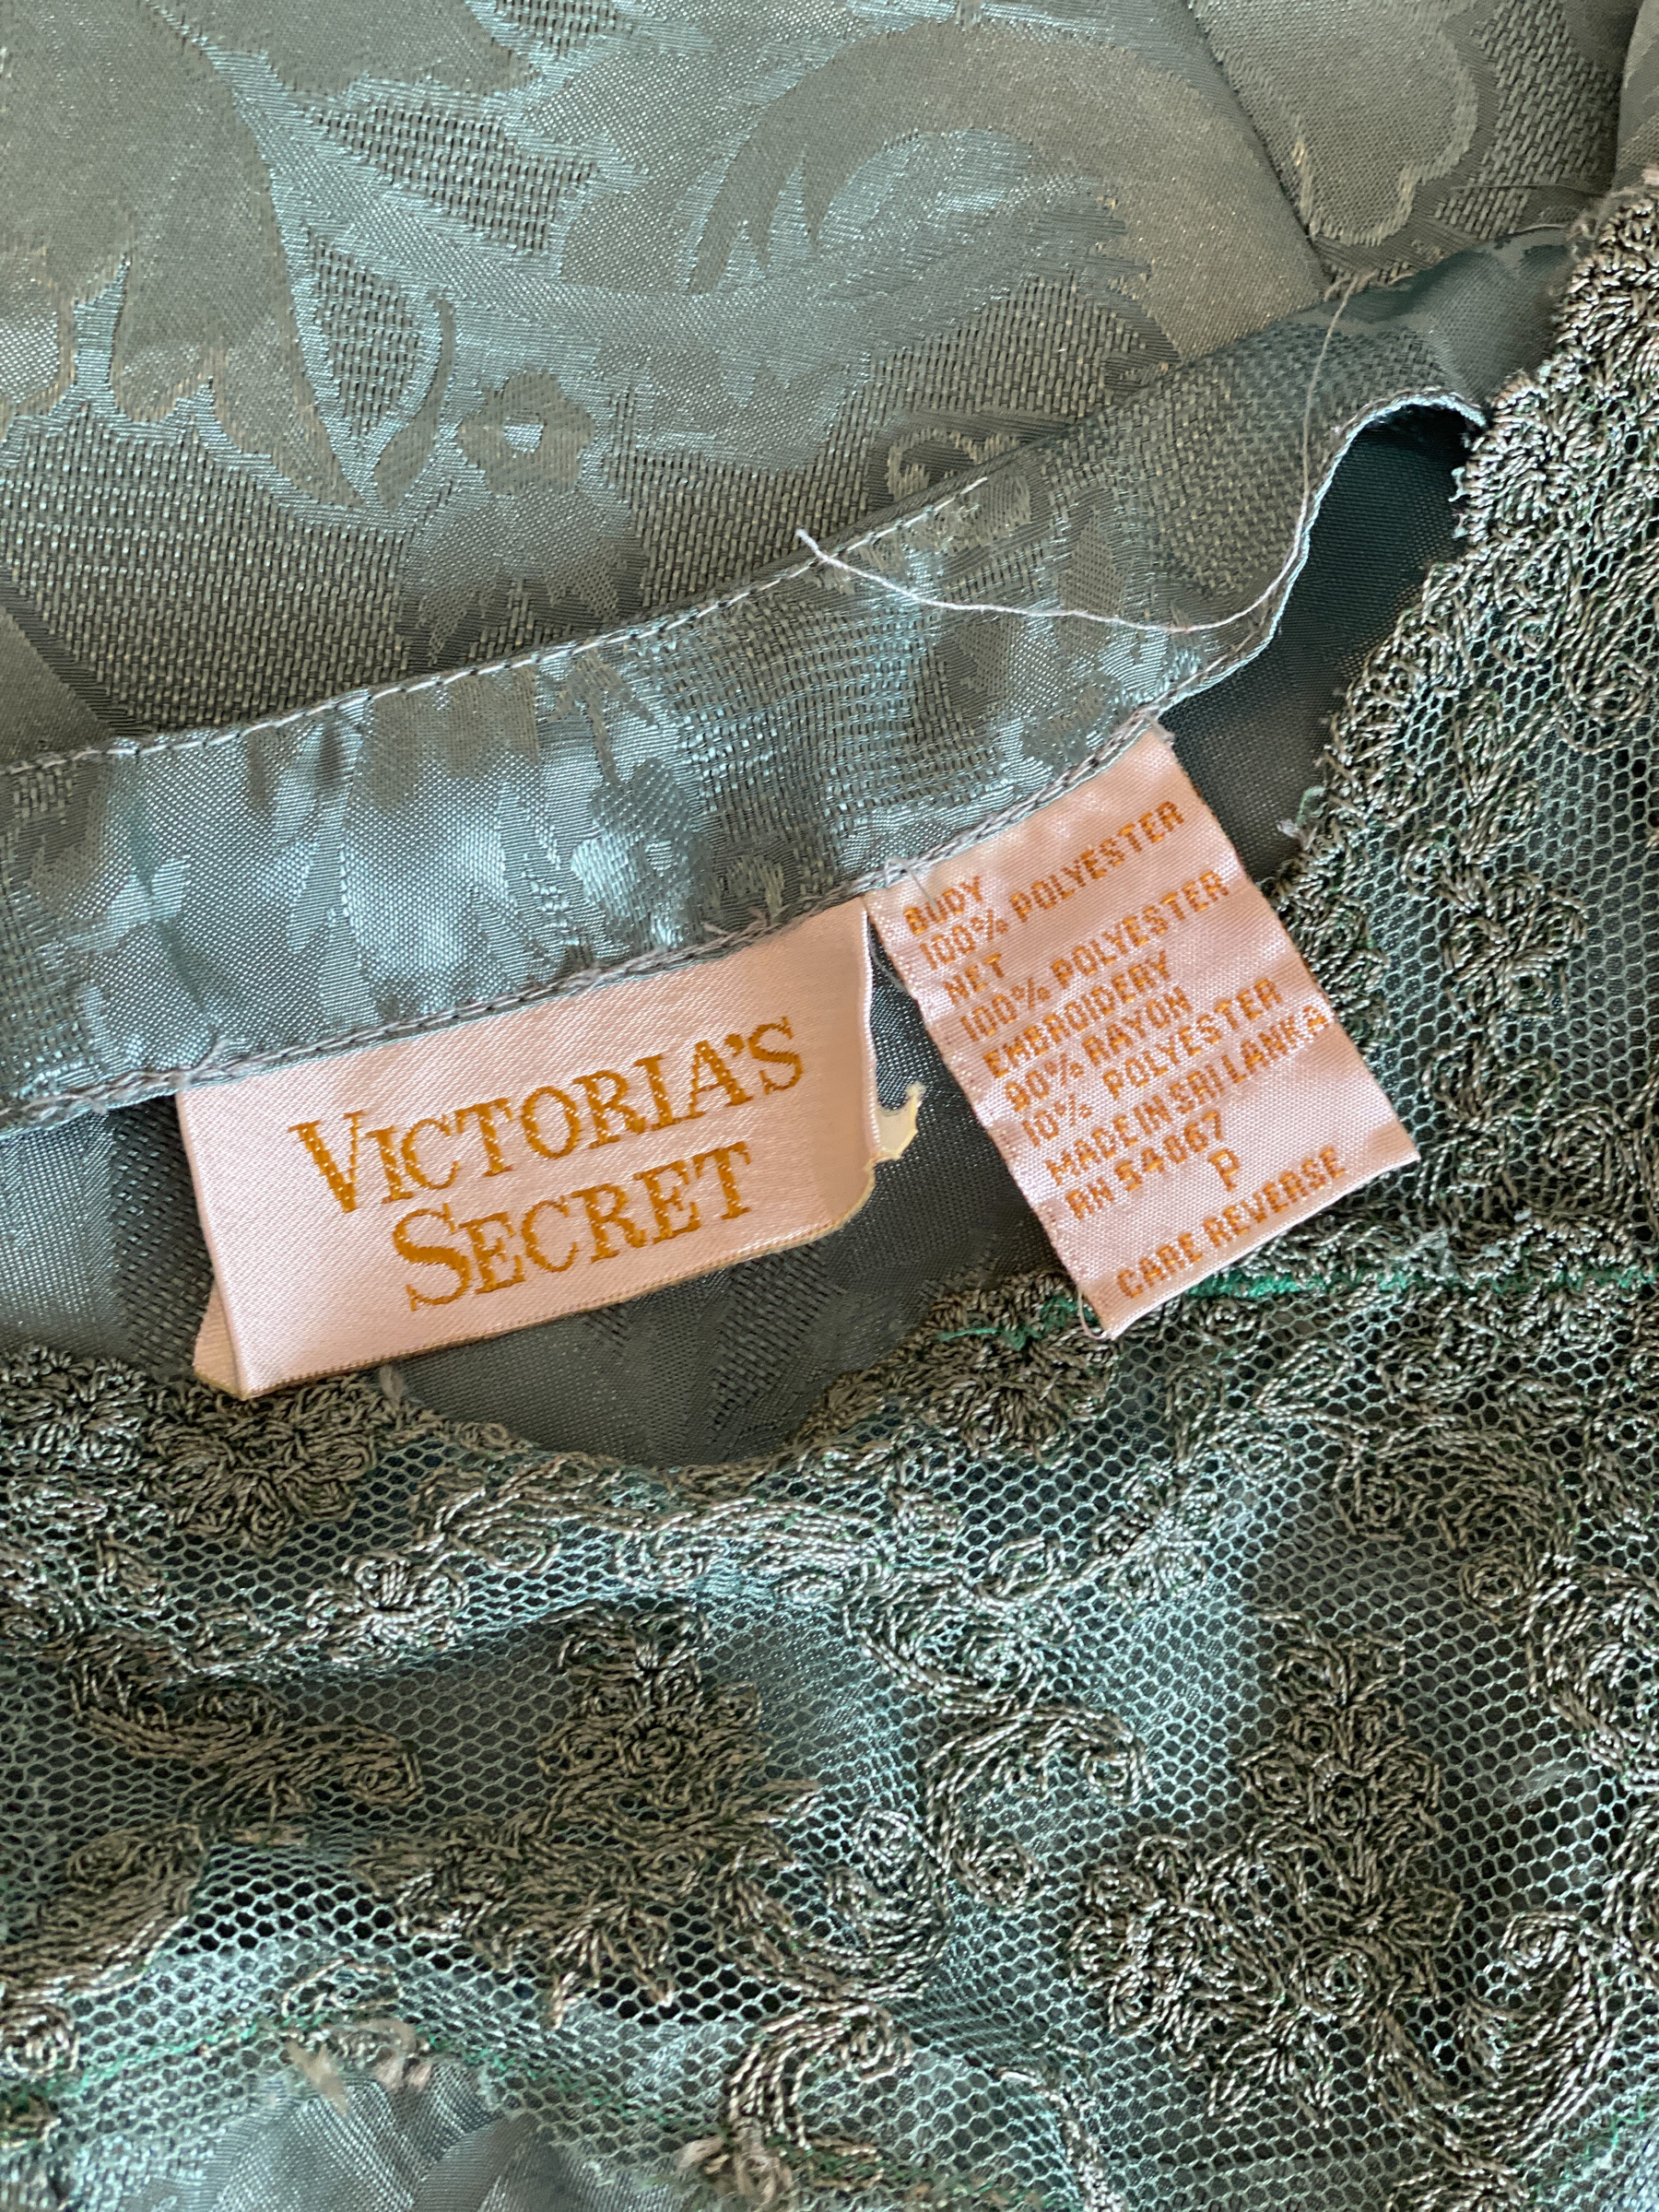 VICTORIA'S
SECRET
BODY
100% POLYESTER
NET
100% POLYESTER
EMBROIDERY
90% RAYON
10% POLYESTER
MADE IN SRI LANKA
RN 54867
P
CARE REVERSE